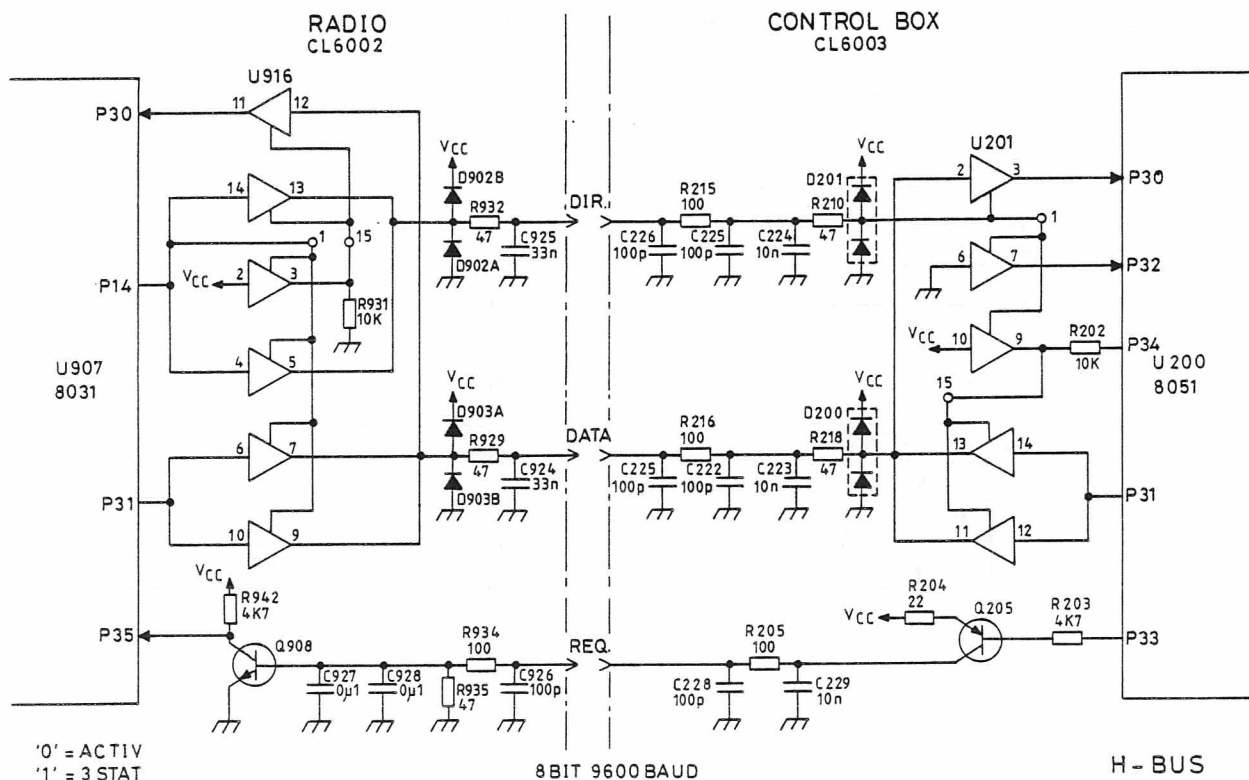 RADIO
CL6002
CONTROL BOX
CL6003
U916
11
12
P30
14
13
1
15
VCC
2
3
P14
R931
10K
4
5
U907
8031
6
7
P31
10
9
VCC
D902B
R932
47
D902A
C925
33n
DIR.
VCC
D903A
R929
47
D903B
C924
33n
DATA
VCC
R942
4K7
P35
Q908
C927
0µ1
C928
0µ1
R934
100
R935
47
C926
100p
REQ.
R215
100
C226
100p
C225
100p
C224
10n
VCC
D201
R210
47
U201
2
3
P30
1
6
7
P32
VCC
10
9
R202
10K
P34
U200
8051
15
R216
100
C225
100p
C222
100p
C223
10n
VCC
D200
R218
47
13
14
P31
11
12
VCC
R204
22
Q205
R203
4K7
P33
R205
100
C228
100p
C229
10n
'0' = ACTIV
'1' = 3 STAT
8BIT 9600 BAUD
H-BUS